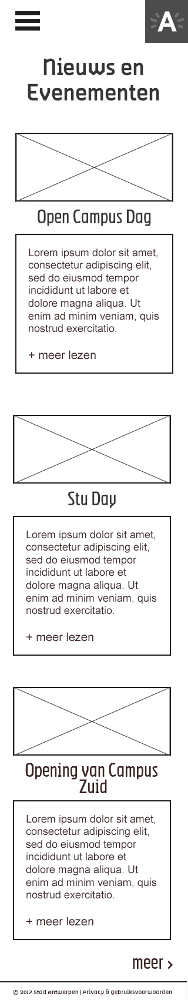 A
Nieuws en
Evenementen
Open Campus Dag
Lorem ipsum dolor sit amet,
consectetur adipiscing elit,
sed do eiusmod tempor
incididunt ut labore et
dolore magna aliqua. Ut
enim ad minim veniam, quis
nostrud exercitatio.
+ meer lezen
Stu Day
Lorem ipsum dolor sit amet,
consectetur adipiscing elit,
sed do eiusmod tempor
incididunt ut labore et
dolore magna aliqua. Ut
enim ad minim veniam, quis
nostrud exercitatio.
+ meer lezen
Opening van Campus
Zuid
Lorem ipsum dolor sit amet,
consectetur adipiscing elit,
sed do eiusmod tempor
incididunt ut labore et
dolore magna aliqua. Ut
enim ad minim veniam, quis
nostrud exercitatio.
+ meer lezen
meer >
© 2017 Stad Antwerpen | Privacy & gebruiksvoorwaarden